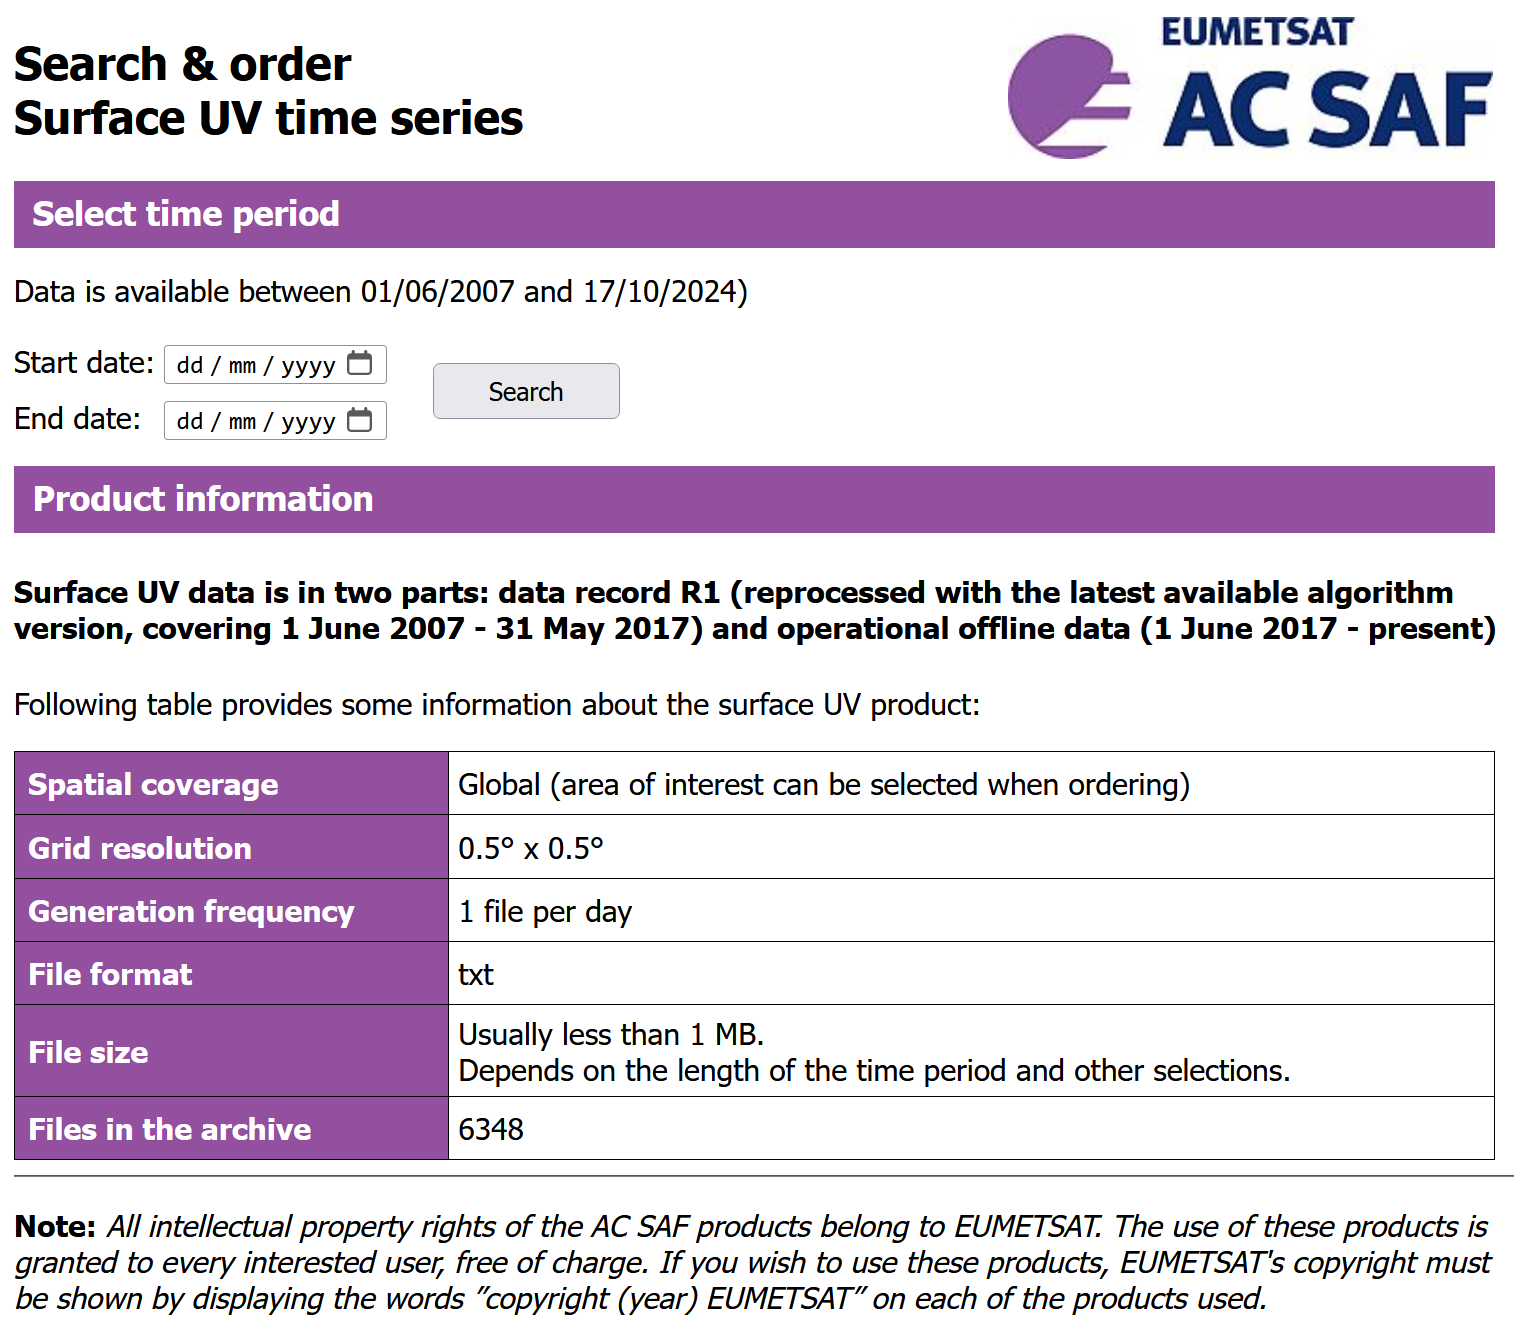 Search & order
Surface UV time series
EUMETSAT
AC SAF
Select time period
Data is available between 01/06/2007 and 17/10/2024)
Start date: dd / mm / yyyy
End date: dd / mm / yyyy
Search
Product information
Surface UV data is in two parts: data record R1 (reprocessed with the latest available algorithm
version, covering 1 June 2007 - 31 May 2017) and operational offline data (1 June 2017 - present)
Following table provides some information about the surface UV product:
Spatial coverage Global (area of interest can be selected when ordering)
Grid resolution 0.5° x 0.5°
Generation frequency 1 file per day
File format txt
File size Usually less than 1 MB.
Depends on the length of the time period and other selections.
Files in the archive 6348
Note: All intellectual property rights of the AC SAF products belong to EUMETSAT. The use of these products is
granted to every interested user, free of charge. If you wish to use these products, EUMETSAT's copyright must
be shown by displaying the words ”copyright (year) EUMETSAT” on each of the products used.